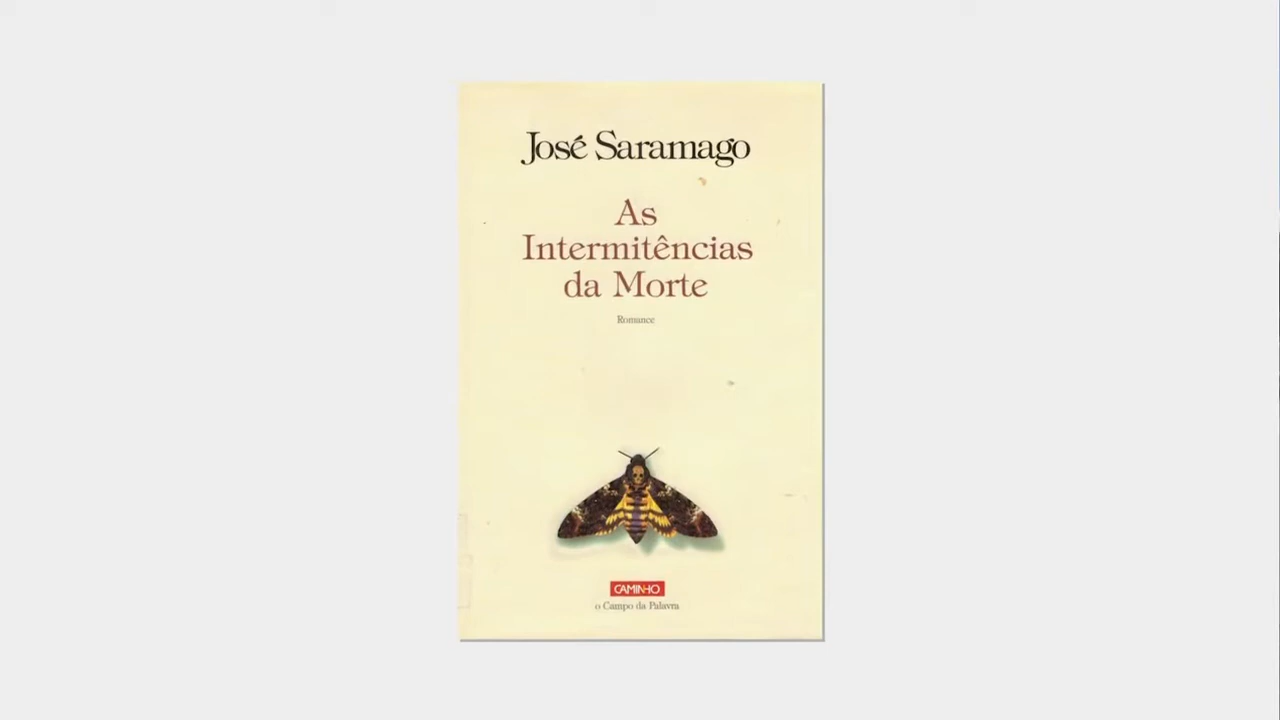 José Saramago
As
Intermitências
da Morte
Romance
CAMINHO
o Campo da Palavra